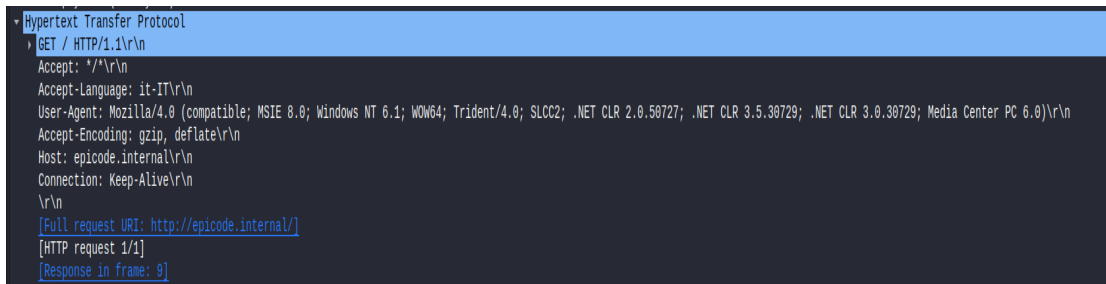 Hypertext Transfer Protocol
GET / HTTP/1.1\r\n
Accept: */*\r\n
Accept-Language: it-IT\r\n
User-Agent: Mozilla/4.0 (compatible; MSIE 8.0; Windows NT 6.1; WOW64; Trident/4.0; SLCC2; .NET CLR 2.0.50727; .NET CLR 3.5.30729; .NET CLR 3.0.30729; Media Center PC 6.0)\r\n
Accept-Encoding: gzip, deflate\r\n
Host: epicode.internal\r\n
Connection: Keep-Alive\r\n
\r\n
[Full request URI: http://epicode.internal/]
[HTTP request 1/1]
[Response in frame: 9]